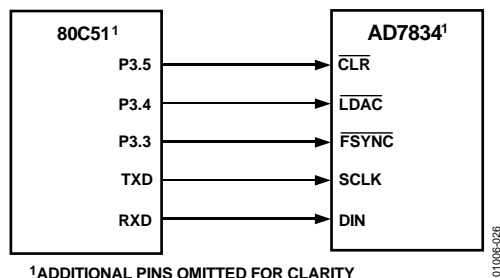 80C51¹ AD7834¹
P3.5 CLR
P3.4 LDAC
P3.3 FSYNC
TXD SCLK
RXD DIN
¹ADDITIONAL PINS OMITTED FOR CLARITY
01006-026